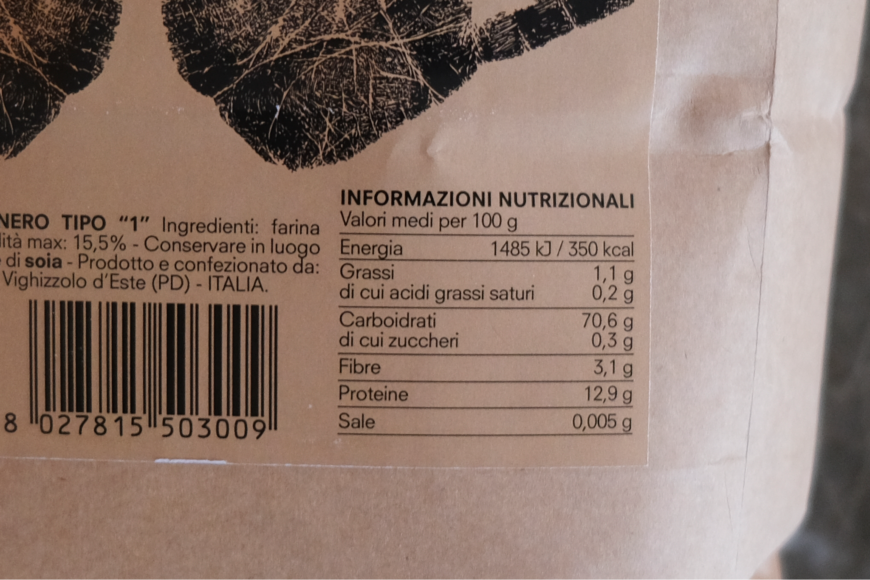 NERO TIPO “1” Ingredienti: farina
ità max: 15,5% - Conservare in luogo
di soia - Prodotto e confezionato da:
Vighizzolo d’Este (PD) - ITALIA.
8 027815 503009
INFORMAZIONI NUTRIZIONALI
Valori medi per 100 g
Energia 1485 kJ / 350 kcal
Grassi 1,1 g
di cui acidi grassi saturi 0,2 g
Carboidrati 70,6 g
di cui zuccheri 0,3 g
Fibre 3,1 g
Proteine 12,9 g
Sale 0,005 g